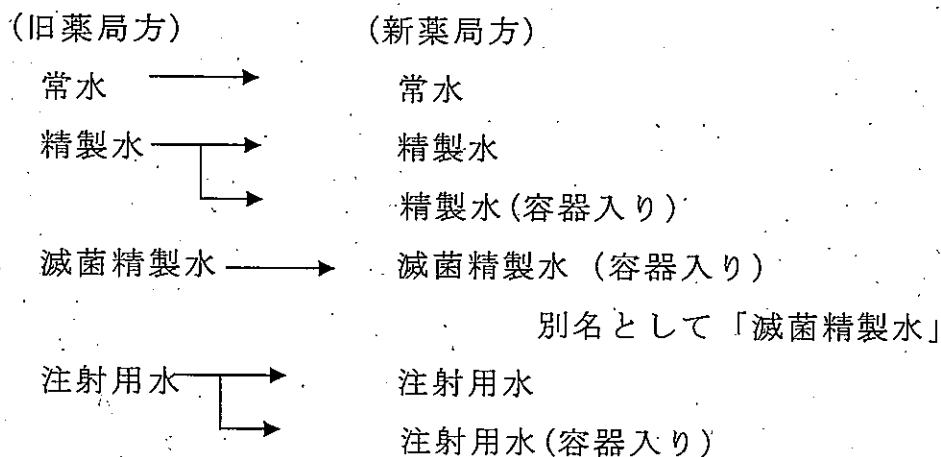 (旧薬局方) (新薬局方)
常水 常水
精製水 精製水
精製水(容器入り)
滅菌精製水 滅菌精製水 (容器入り)
別名として「滅菌精製水」
注射用水 注射用水
注射用水(容器入り)